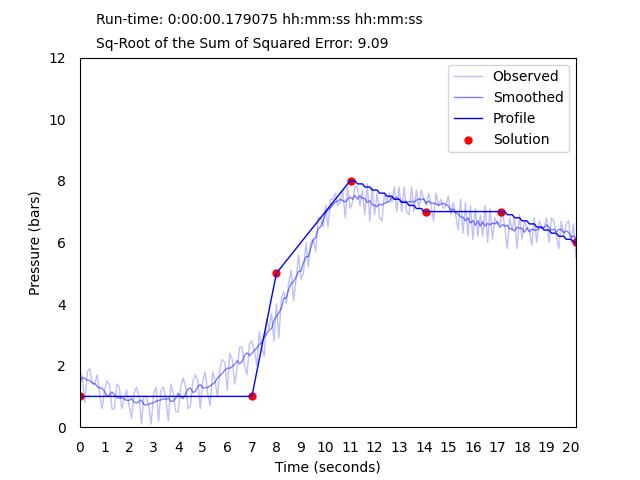 Run-time: 0:00:00.179075 hh:mm:ss hh:mm:ss
Sq-Root of the Sum of Squared Error: 9.09
12
10
8
6
4
2
0
Pressure (bars)
Observed
Smoothed
Profile
Solution
0 1 2 3 4 5 6 7 8 9 10 11 12 13 14 15 16 17 18 19 20
Time (seconds)